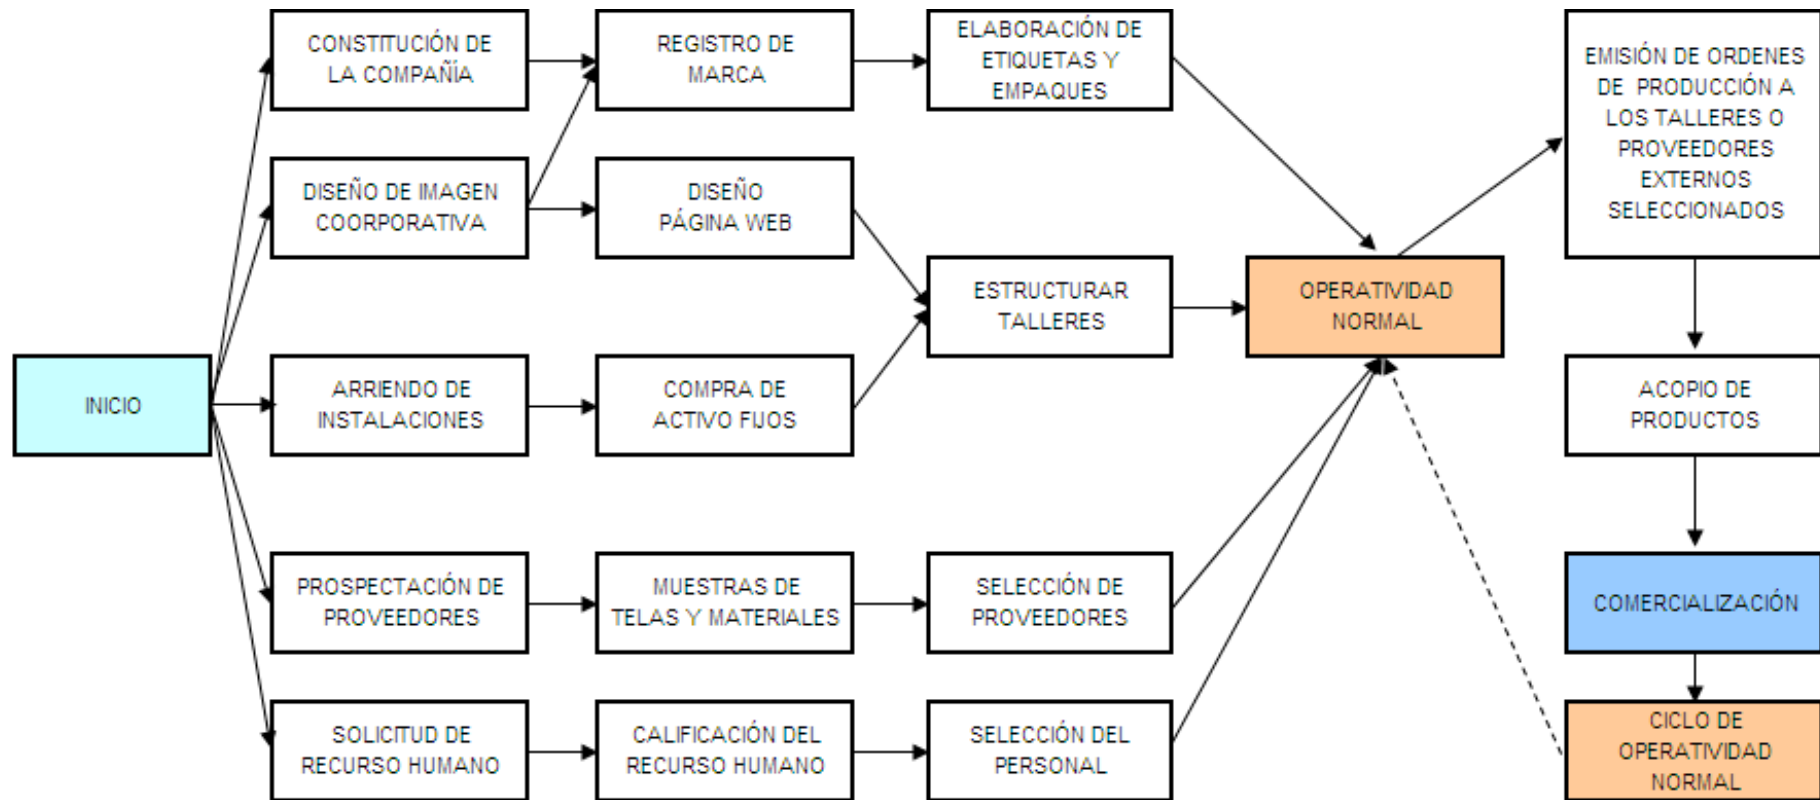 CONSTITUCIÓN DE
LA COMPAÑÍA
REGISTRO DE
MARCA
ELABORACIÓN DE
ETIQUETAS Y
EMPAQUES
EMISIÓN DE ORDENES
DE PRODUCCIÓN A
LOS TALLERES O
PROVEEDORES
EXTERNOS
SELECCIONADOS
DISEÑO DE IMAGEN
COORPORATIVA
DISEÑO
PÁGINA WEB
ESTRUCTURAR
TALLERES
OPERATIVIDAD
NORMAL
INICIO
ARRIENDO DE
INSTALACIONES
COMPRA DE
ACTIVO FIJOS
ACOPIO DE
PRODUCTOS
PROSPECTACIÓN DE
PROVEEDORES
MUESTRAS DE
TELAS Y MATERIALES
SELECCIÓN DE
PROVEEDORES
COMERCIALIZACIÓN
SOLICITUD DE
RECURSO HUMANO
CALIFICACIÓN DEL
RECURSO HUMANO
SELECCIÓN DEL
PERSONAL
CICLO DE
OPERATIVIDAD
NORMAL